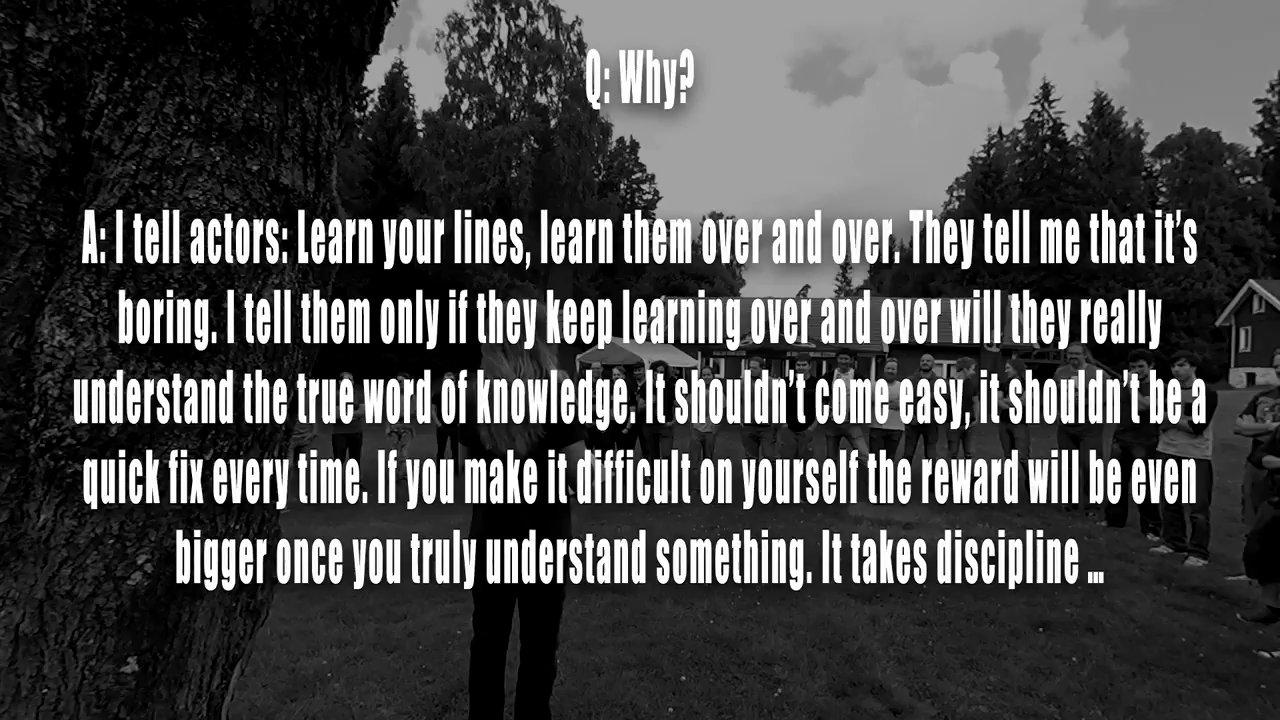 Q: Why?
A: I tell actors: Learn your lines, learn them over and over. They tell me that it’s
boring. I tell them only if they keep learning over and over will they really
understand the true word of knowledge. It shouldn’t come easy, it shouldn’t be a
quick fix every time. If you make it difficult on yourself the reward will be even
bigger once you truly understand something. It takes discipline ...